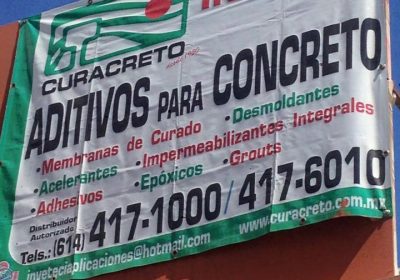 CURACRETO
ADITIVOS PARA CONCRETO
•Membranas de Curado
•Desmoldantes
•Acelerantes
•Impermeabilizantes Integrales
•Adhesivos
•Epóxicos
•Grouts
Distribuidor
Autorizado
Tels.:(614) 417-1000/417-6010
www.curacreto.com.mx
inveteciaplicaciones@hotmail.com